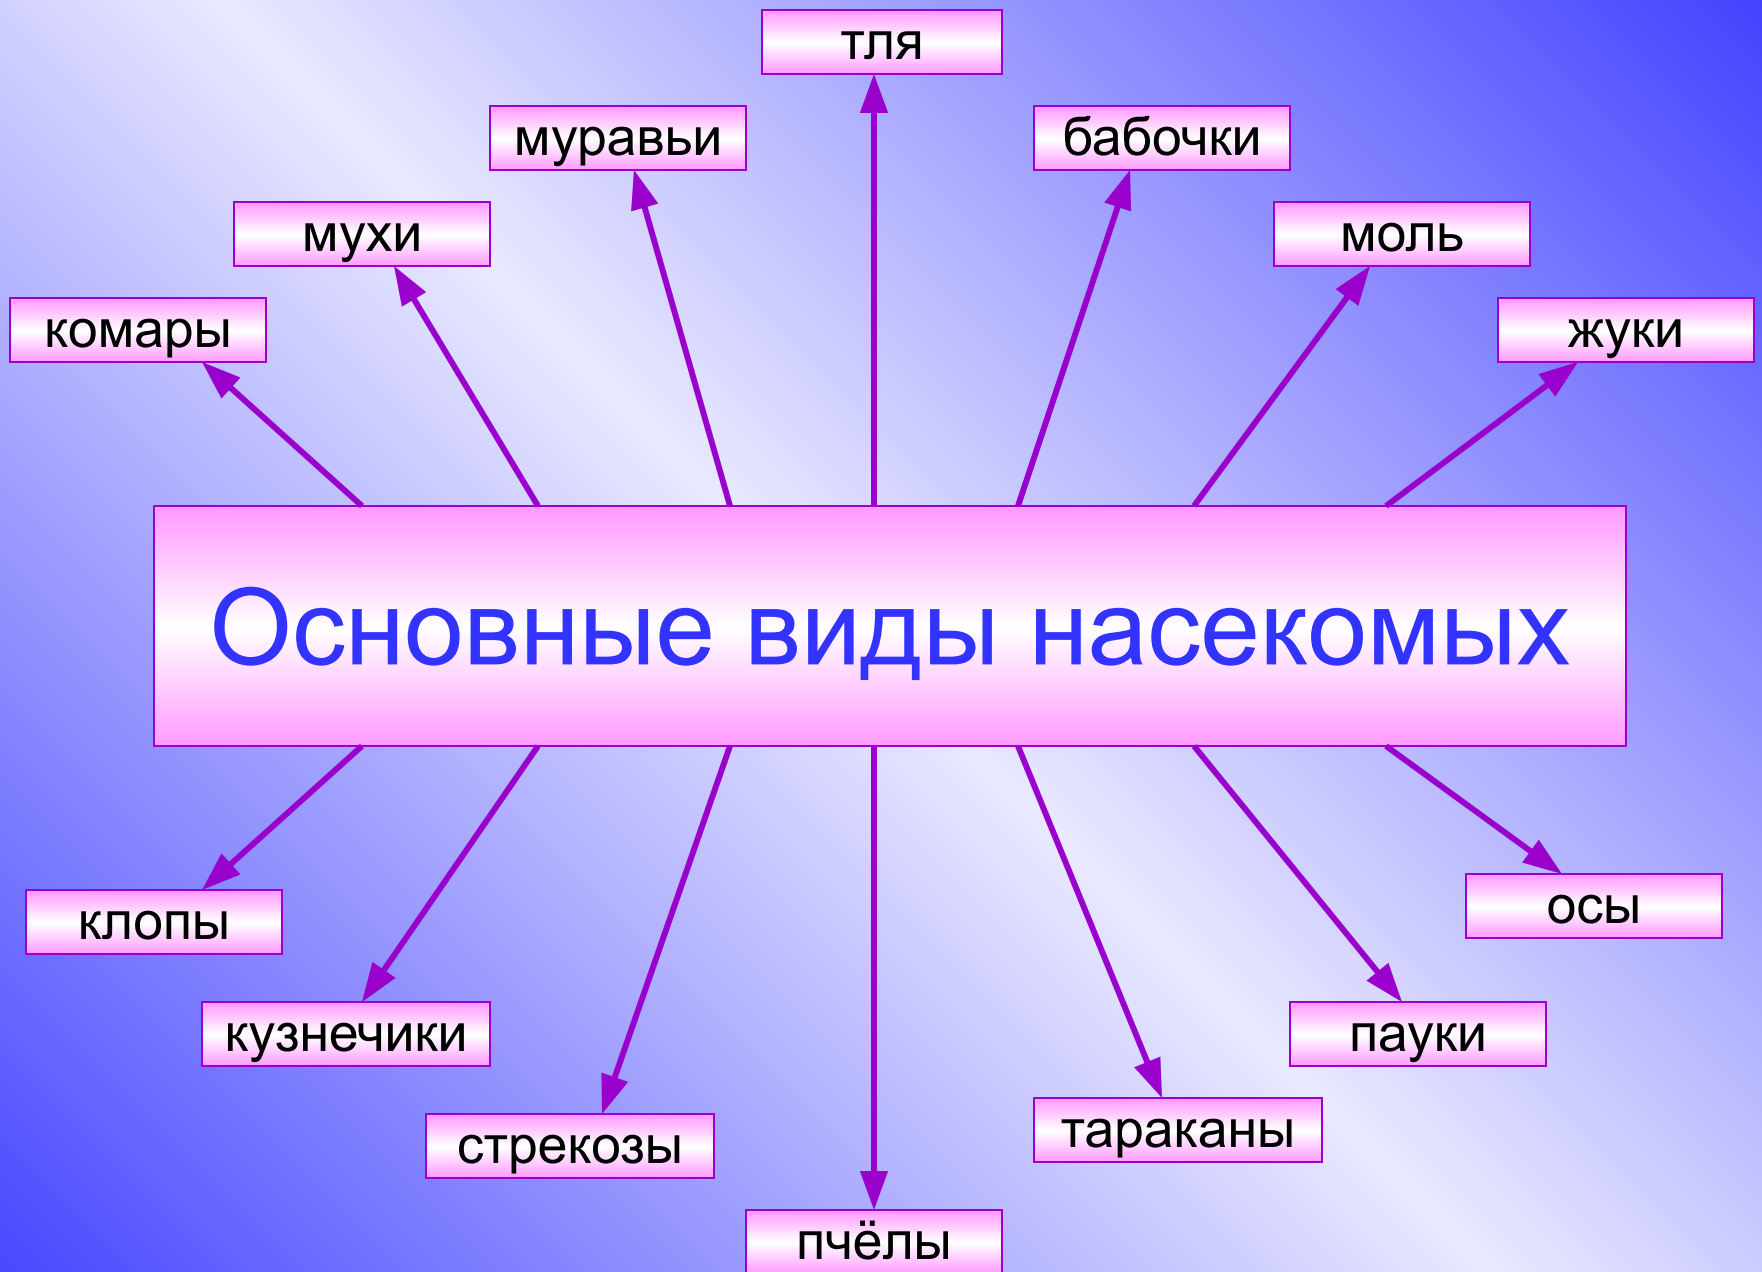 тля
муравьи
бабочки
мухи
моль
комары
жуки
Основные виды насекомых
клопы
осы
кузнечики
пауки
стрекозы
тараканы
пчёлы